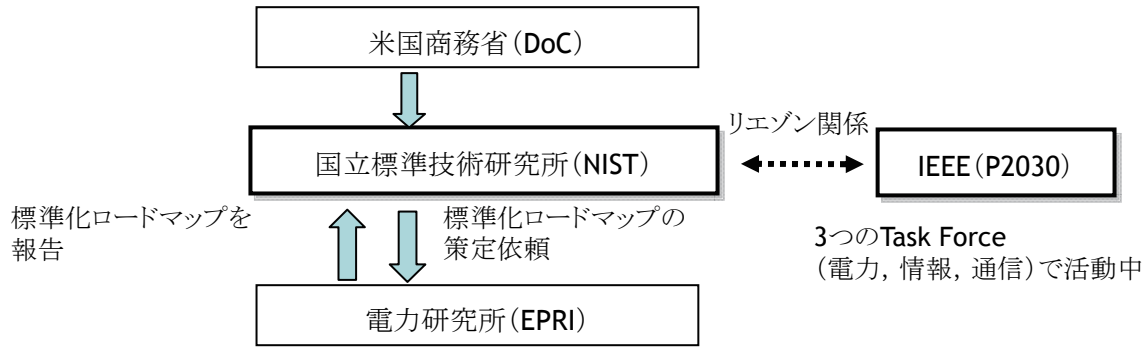 米国商務省(DoC)
リエゾン関係
国立標準技術研究所(NIST)
IEEE(P2030)
標準化ロードマップを
報告
標準化ロードマップの
策定依頼
3つのTask Force
(電力, 情報, 通信)で活動中
電力研究所(EPRI)